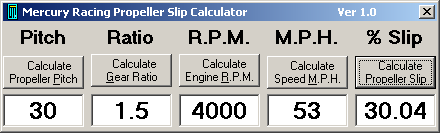 Mercury Racing Propeller Slip Calculator Ver 1.0
Pitch Ratio R.P.M. M.P.H. % Slip
Calculate Calculate Calculate Calculate Calculate
Propeller Pitch Gear Ratio Engine R.P.M. Speed M.P.H. Propeller Slip
30 1.5 4000 53 30.04